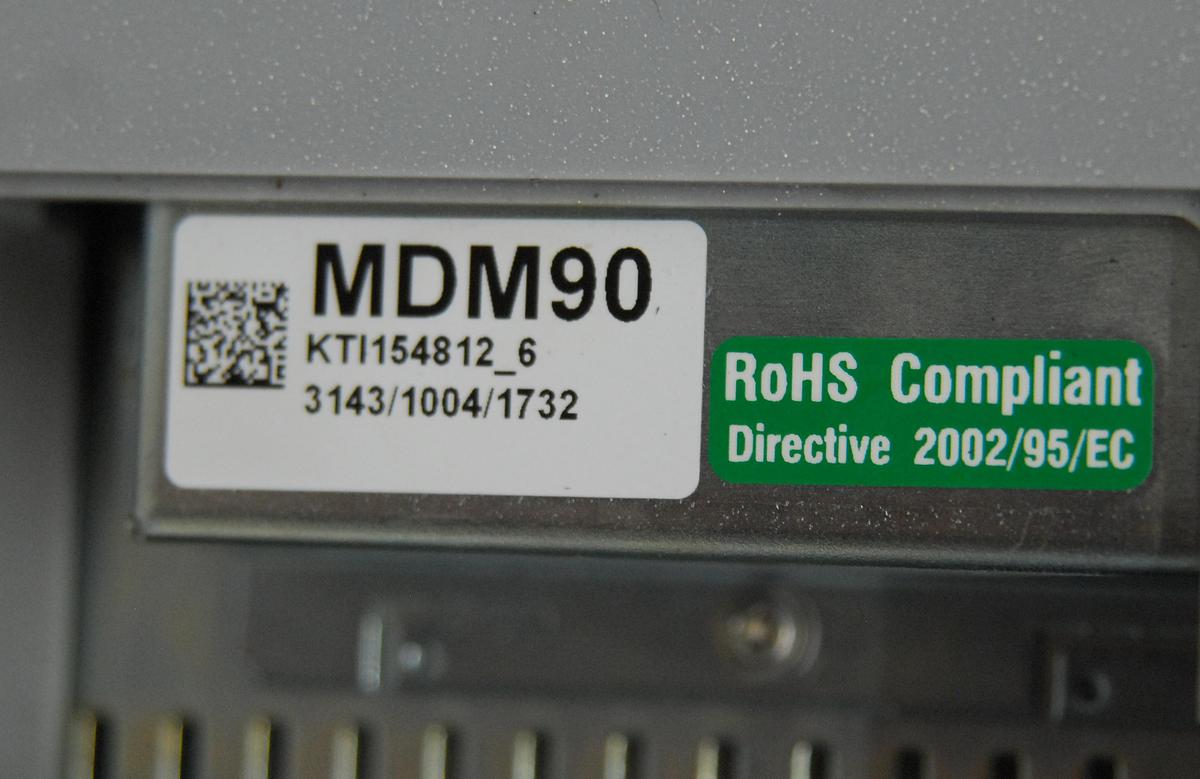 MDM90
KTI154812_6
3143/1004/1732
RoHS Compliant
Directive 2002/95/EC